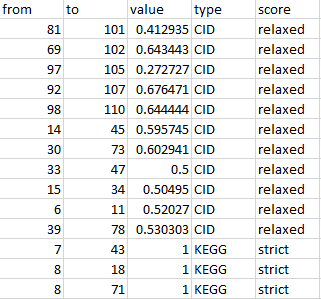 from to value type score
81 101 0.412935 CID relaxed
69 102 0.643443 CID relaxed
97 105 0.272727 CID relaxed
92 107 0.676471 CID relaxed
98 110 0.644444 CID relaxed
14 45 0.595745 CID relaxed
30 73 0.602941 CID relaxed
33 47 0.5 CID relaxed
15 34 0.50495 CID relaxed
6 11 0.52027 CID relaxed
39 78 0.530303 CID relaxed
7 43 1 KEGG strict
8 18 1 KEGG strict
8 71 1 KEGG strict